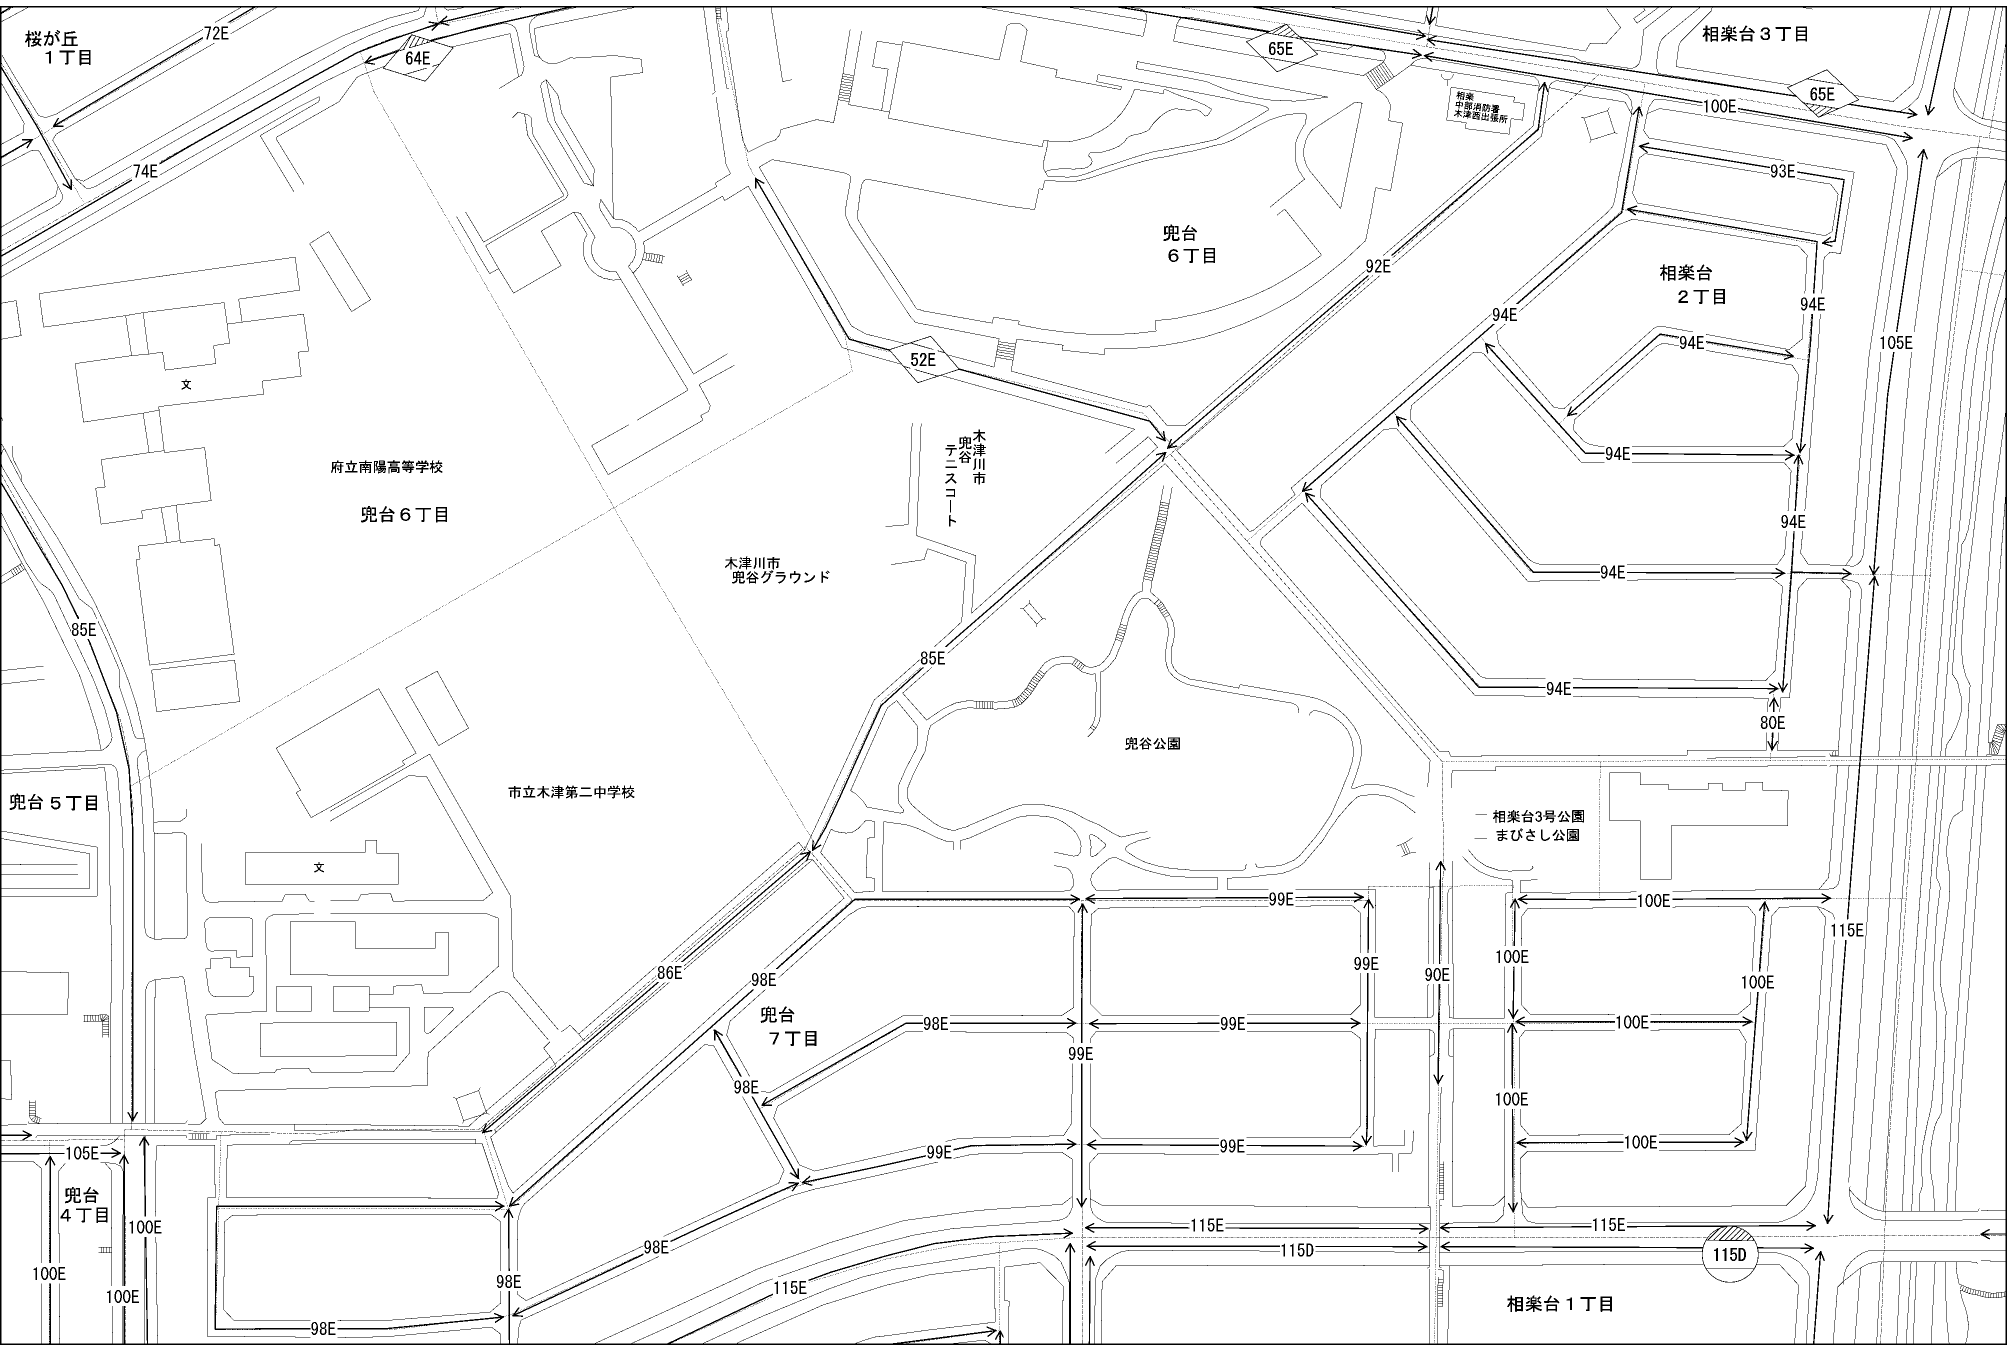 桜が丘
1丁目
72E
64E
65E
相楽台3丁目
65E
100E
相楽
中部消防署
木津西出張所
74E
93E
兜台
6丁目
92E
相楽台
2丁目
94E
94E
94E
105E
52E
文
府立南陽高等学校
兜台6丁目
木津川市
兜谷
テニスコート
94E
94E
木津川市
兜谷グラウンド
94E
85E
85E
94E
80E
兜谷公園
兜台5丁目
市立木津第二中学校
相楽台3号公園
まびさし公園
文
99E
100E
115E
86E
98E
99E
90E
100E
100E
兜台
7丁目
98E
99E
100E
99E
98E
100E
105E
99E
99E
100E
兜台
4丁目
100E
115E
115E
98E
115D
115D
100E
98E
115E
100E
98E
相楽台1丁目